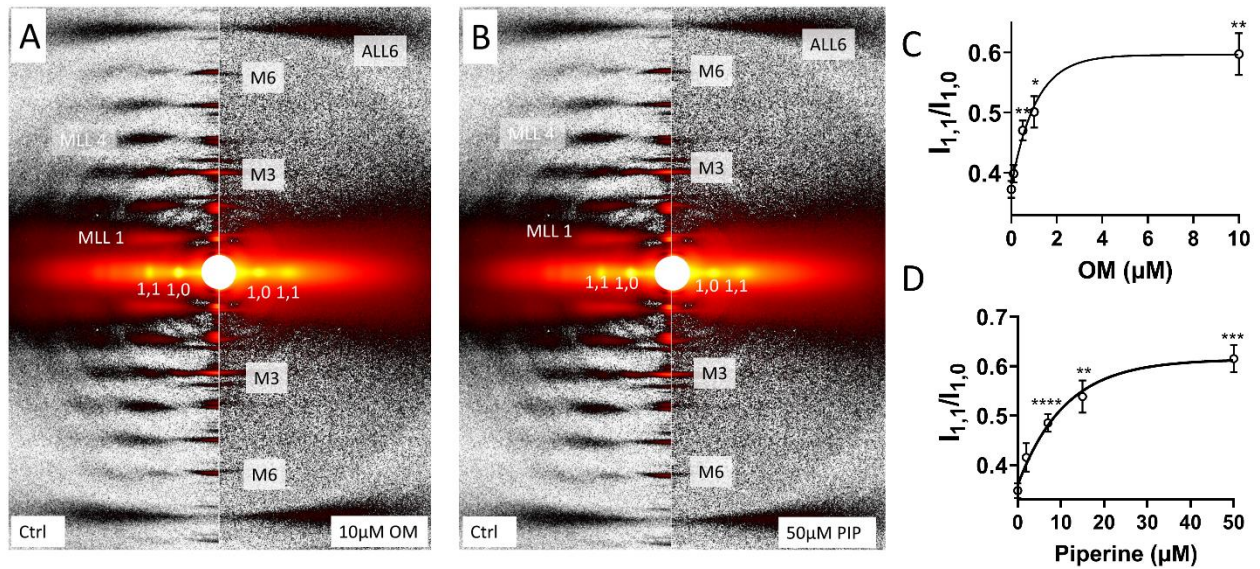 A
ALL6
M6
MLL 4
M3
MLL 1
1,1 1,0
1,0 1,1
M3
M6
Ctrl
10µM OM
B
ALL6
M6
MLL 4
M3
MLL 1
1,1 1,0
1,0 1,1
M3
M6
Ctrl
50µM PIP
C
I1,1/I1,0
0.6
0.5
0.4
**
*
**
0
2
4
6
8
10
OM (µM)
D
I1,1/I1,0
0.7
0.6
0.5
0.4
****
**
***
0
10
20
30
40
50
Piperine (µM)